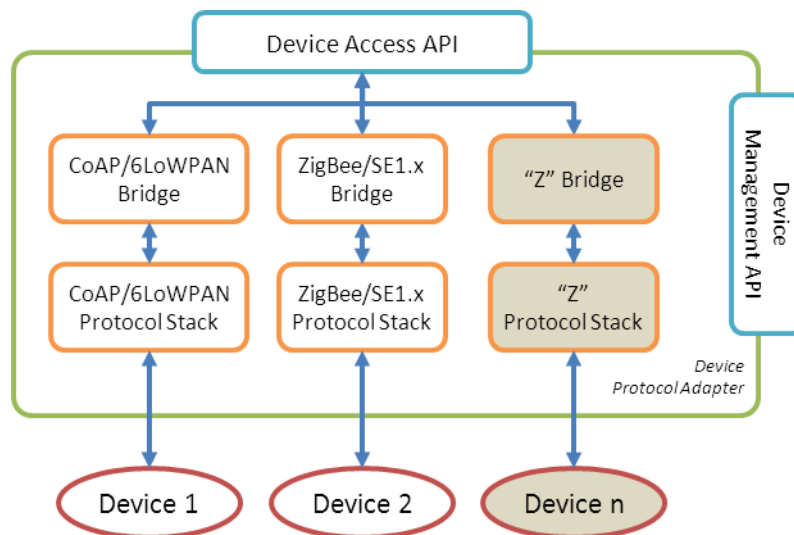 Device Access API
Device
Management API
CoAP/6LoWPAN
Bridge
ZigBee/SE1.x
Bridge
“Z” Bridge
CoAP/6LoWPAN
Protocol Stack
ZigBee/SE1.x
Protocol Stack
“Z”
Protocol Stack
Device
Protocol Adapter
Device 1
Device 2
Device n